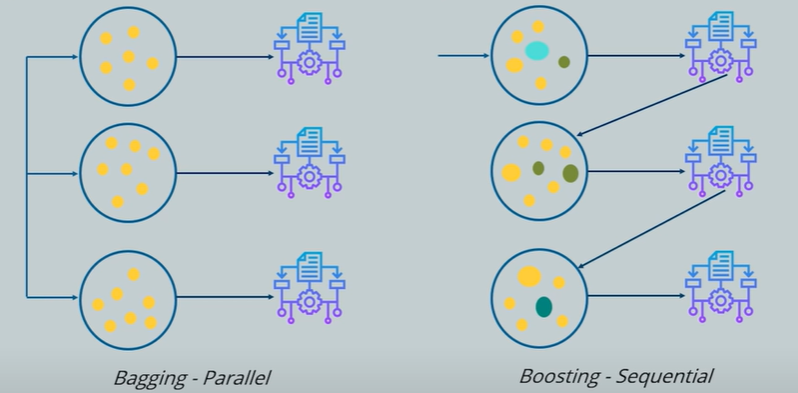 Bagging - Parallel
Boosting - Sequential